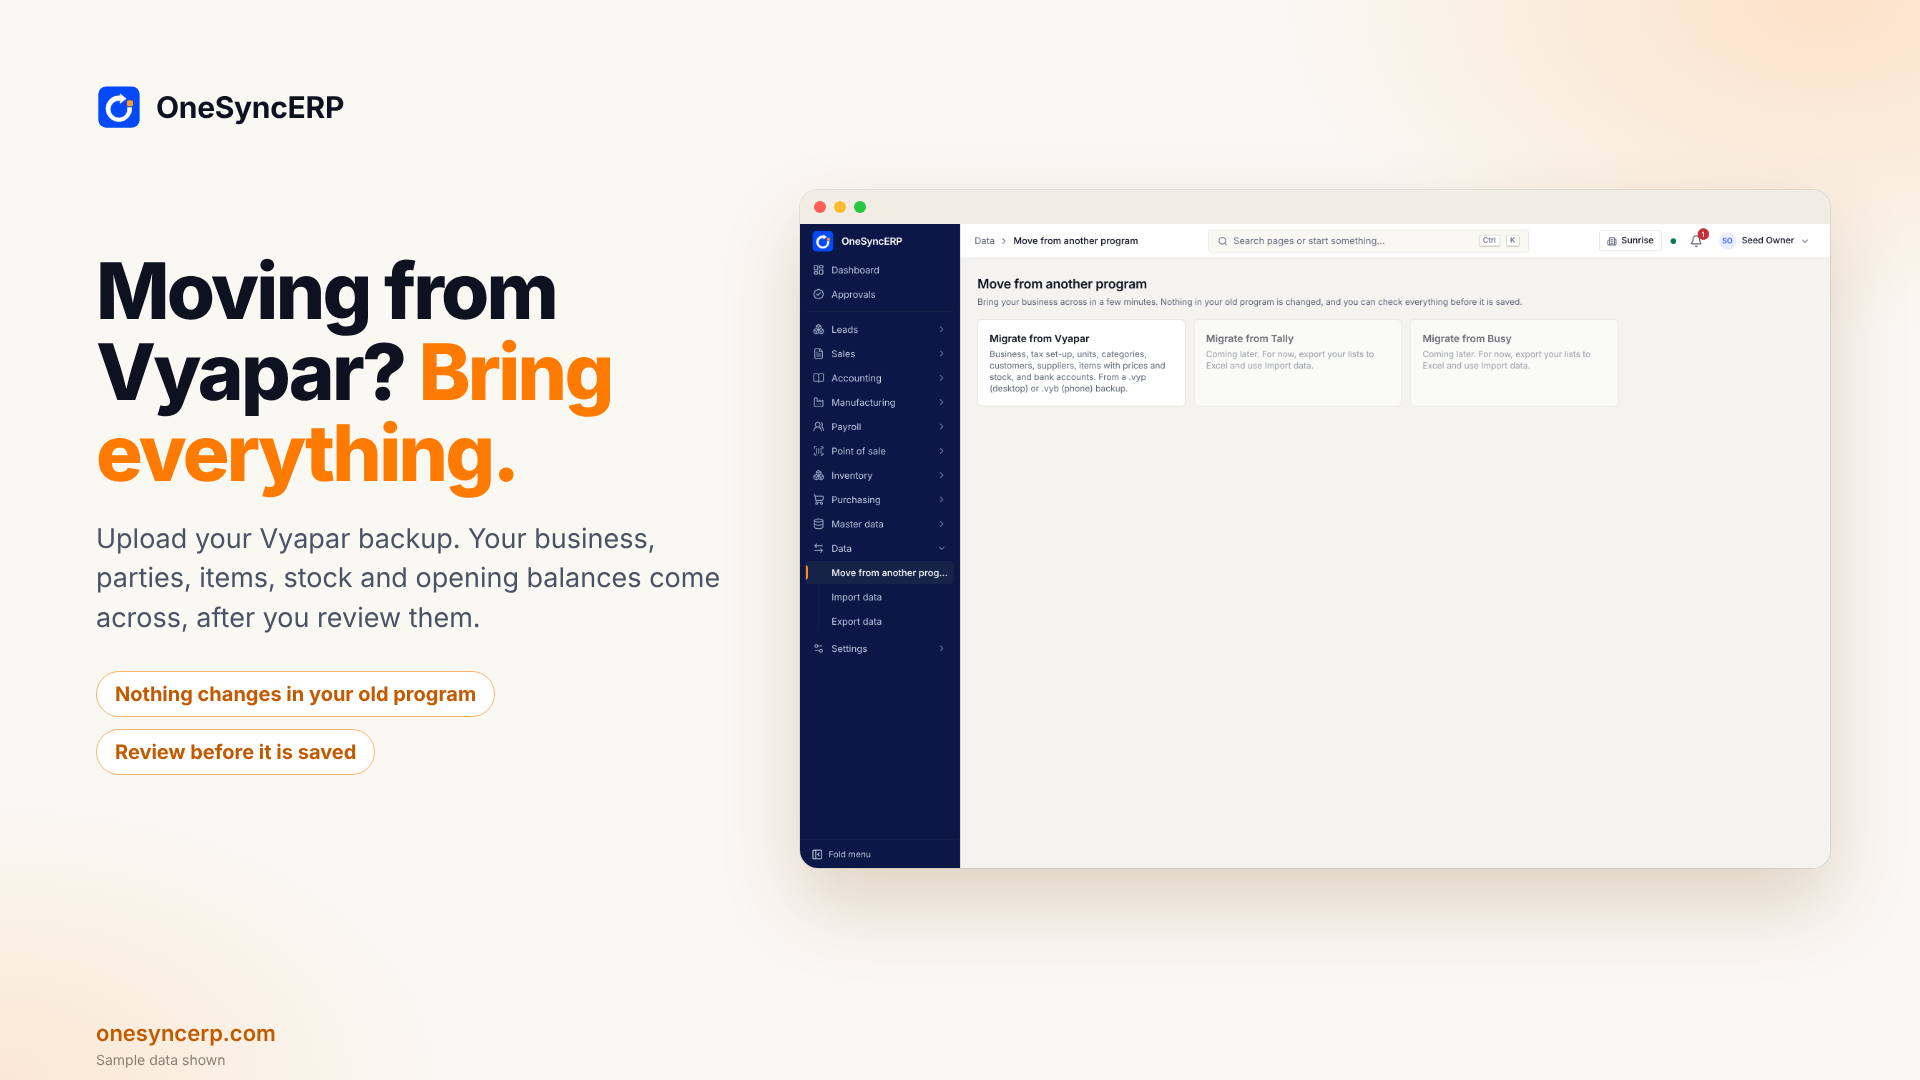 OneSyncERP
Moving from
Vyapar? Bring
everything.
Upload your Vyapar backup. Your business,
parties, items, stock and opening balances come
across, after you review them.
Nothing changes in your old program
Review before it is saved
onesyncerp.com
Sample data shown
OneSyncERP
Dashboard
Approvals
Leads
Sales
Accounting
Manufacturing
Payroll
Point of sale
Inventory
Purchasing
Master data
Data
Move from another prog...
Import data
Export data
Settings
Fold menu
Data > Move from another program
Search pages or start something... Ctrl K
Sunrise
1
SO Seed Owner
Move from another program
Bring your business across in a few minutes. Nothing in your old program is changed, and you can check everything before it is saved.
Migrate from Vyapar
Business, tax set-up, units, categories,
customers, suppliers, items with prices and
stock, and bank accounts. From a .vyp
(desktop) or .vyb (phone) backup.
Migrate from Tally
Coming later. For now, export your lists to
Excel and use Import data.
Migrate from Busy
Coming later. For now, export your lists to
Excel and use Import data.